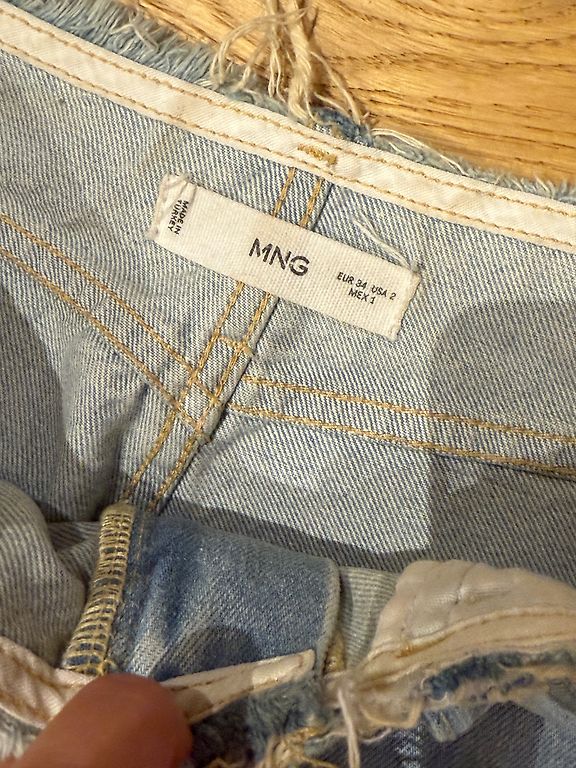 MADE IN
TURKEY
MNG
EUR 34 USA 2
MEX 1